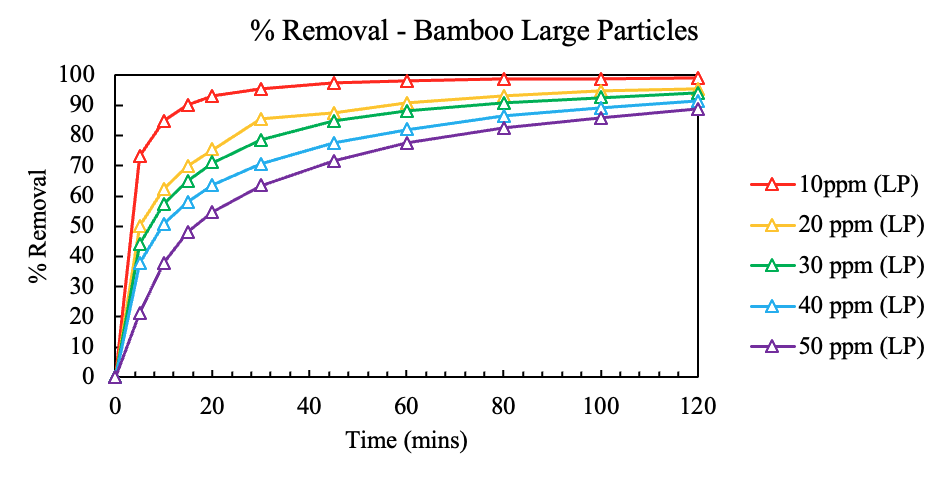 % Removal - Bamboo Large Particles
100
90
80
70
60
50
40
30
20
10
0
% Removal
0 20 40 60 80 100 120
Time (mins)
10ppm (LP)
20 ppm (LP)
30 ppm (LP)
40 ppm (LP)
50 ppm (LP)